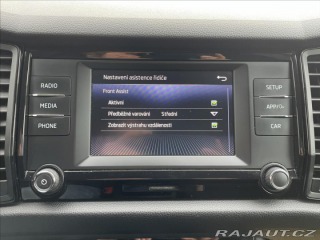 Nastavení asistence řidiče
Front Assist
Aktivní
Předběžné varování Střední
Zobrazit výstrahu vzdálenosti
RADIO
MEDIA
PHONE
SETUP
APP
CAR
RAJAUT.CZ